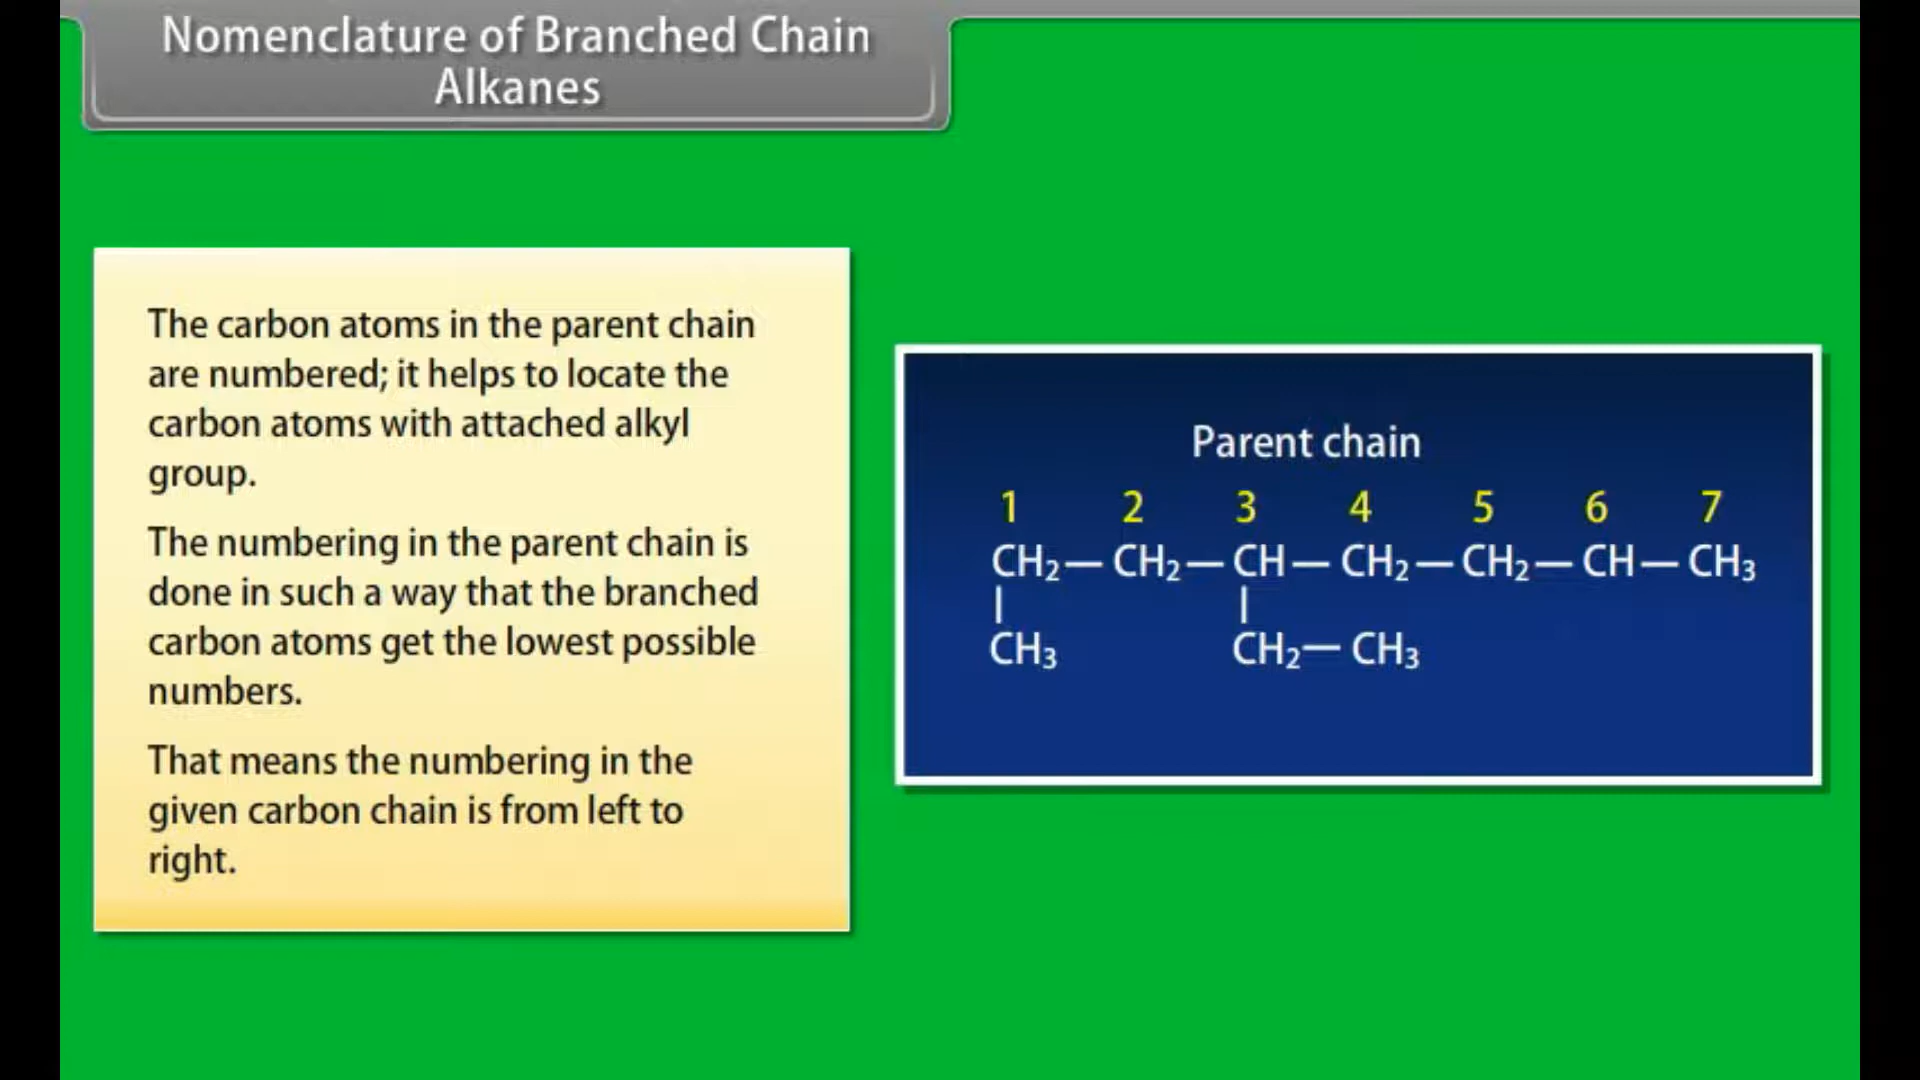 Nomenclature of Branched Chain
Alkanes
The carbon atoms in the parent chain
are numbered; it helps to locate the
carbon atoms with attached alkyl
group.
The numbering in the parent chain is
done in such a way that the branched
carbon atoms get the lowest possible
numbers.
That means the numbering in the
given carbon chain is from left to
right.
Parent chain
1 2 3 4 5 6 7
CH₂ — CH₂ — CH — CH₂ — CH₂ — CH — CH₃
| |
CH₃ CH₂ — CH₃